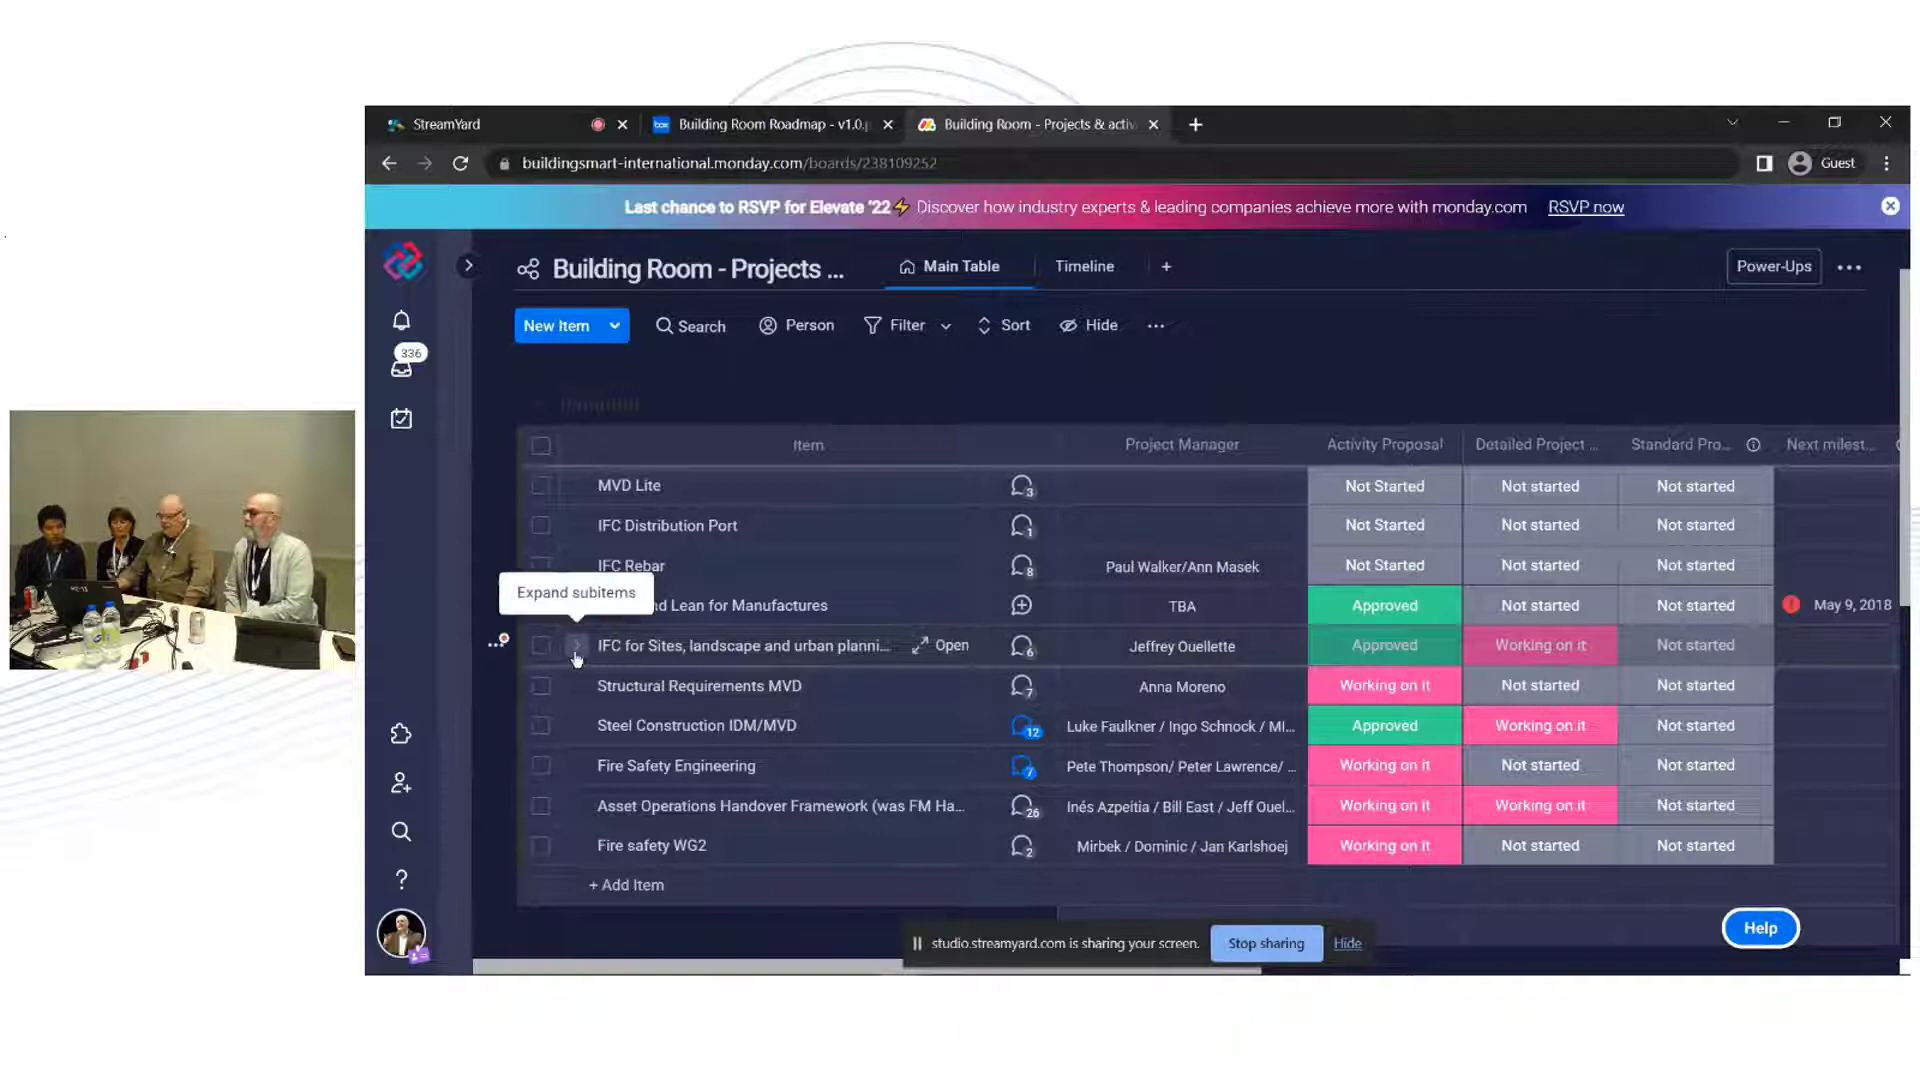 StreamYard
Building Room Roadmap - v1.0.
Building Room - Projects & activ
buildingsmart-international.monday.com/boards/238109252
Guest
Last chance to RSVP for Elevate '22⚡ Discover how industry experts & leading companies achieve more with monday.com RSVP now
Building Room - Projects ...
Main Table
Timeline
Power-Ups
New Item
Search
Person
Filter
Sort
Hide
336
Item Project Manager Activity Proposal Detailed Project ... Standard Pro... Next milest...
MVD Lite 3 Not Started Not started Not started
IFC Distribution Port 1 Not Started Not started Not started
IFC Rebar 8 Paul Walker/Ann Masek Not Started Not started Not started
Expand subitems
nd Lean for Manufactures TBA Approved Not started Not started May 9, 2018
IFC for Sites, landscape and urban planni... Open 6 Jeffrey Ouellette Approved Working on it Not started
Structural Requirements MVD 7 Anna Moreno Working on it Not started Not started
Steel Construction IDM/MVD 12 Luke Faulkner / Ingo Schnock / MI... Approved Working on it Not started
Fire Safety Engineering 7 Pete Thompson/ Peter Lawrence/ ... Working on it Not started Not started
Asset Operations Handover Framework (was FM Ha... 26 Inés Azpeitia / Bill East / Jeff Ouel... Working on it Working on it Not started
Fire safety WG2 2 Mirbek / Dominic / Jan Karlshoej Working on it Not started Not started
+ Add Item
Help
studio.streamyard.com is sharing your screen. Stop sharing Hide